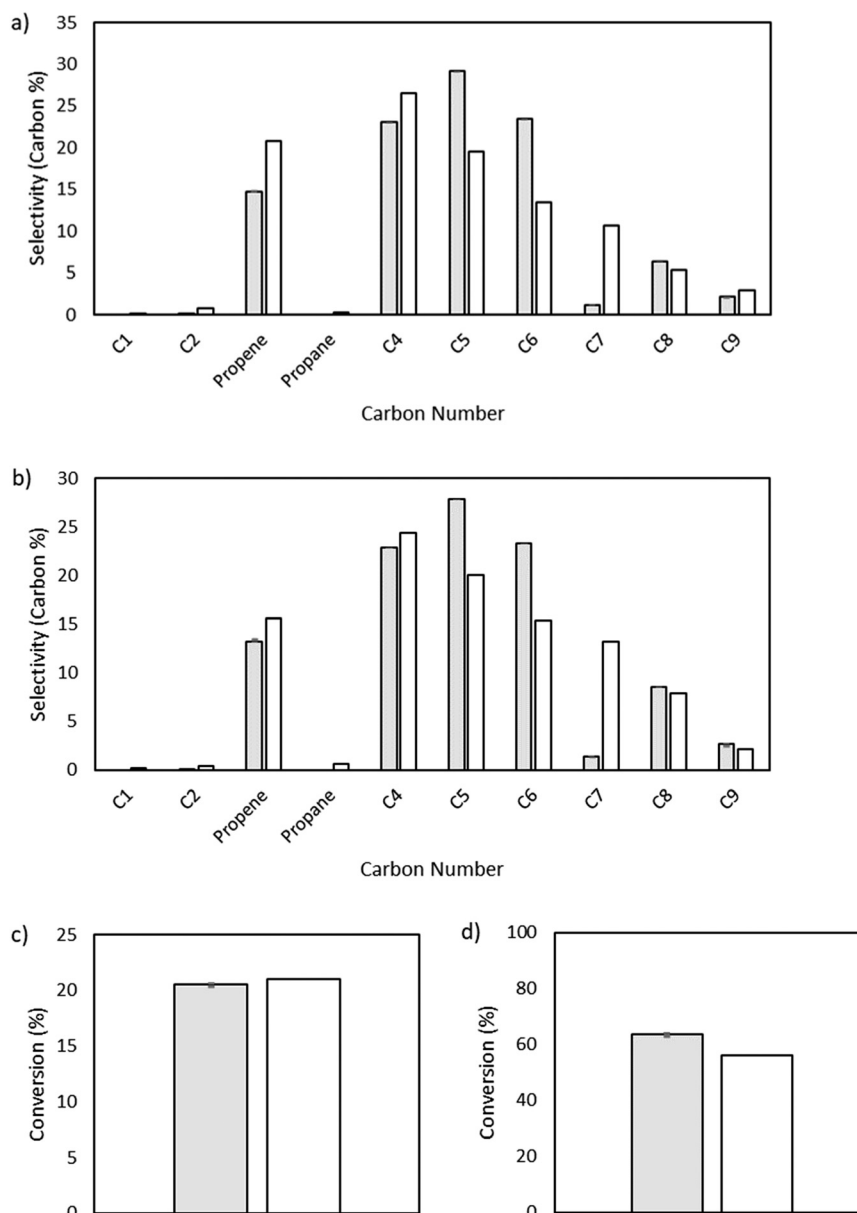 a)
Selectivity (Carbon %)
35
30
25
20
15
10
5
0
C1
C2
Propene
Propane
C4
C5
C6
C7
C8
C9
Carbon Number
b)
Selectivity (Carbon %)
30
25
20
15
10
5
0
C1
C2
Propene
Propane
C4
C5
C6
C7
C8
C9
Carbon Number
c)
Conversion (%)
25
20
15
10
5
0
d)
Conversion (%)
100
80
60
40
20
0